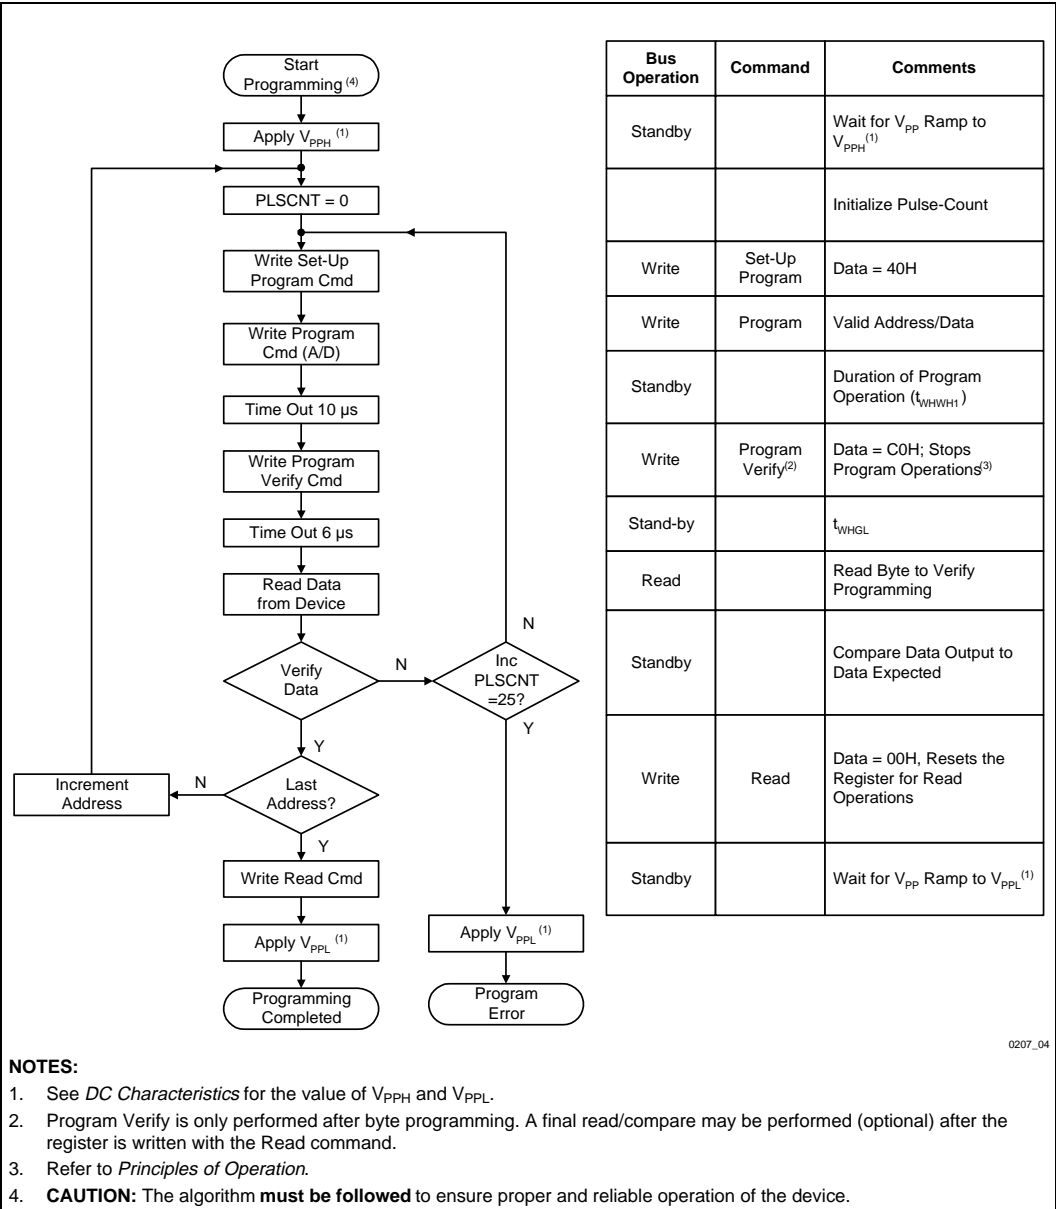 Start
Programming (4)
Apply VPPH (1)
PLSCNT = 0
Write Set-Up
Program Cmd
Write Program
Cmd (A/D)
Time Out 10 µs
Write Program
Verify Cmd
Time Out 6 µs
Read Data
from Device
Verify
Data
N
Inc
PLSCNT
=25?
N
Y
Y
Last
Address?
N
Increment
Address
Y
Write Read Cmd
Apply VPPL (1)
Programming
Completed
Apply VPPL (1)
Program
Error
Bus
Operation
Command
Comments
Standby
Wait for VPP Ramp to
VPPH(1)
Initialize Pulse-Count
Write
Set-Up
Program
Data = 40H
Write
Program
Valid Address/Data
Standby
Duration of Program
Operation (tWHWH1)
Write
Program
Verify(2)
Data = C0H; Stops
Program Operations(3)
Stand-by
tWHGL
Read
Read Byte to Verify
Programming
Standby
Compare Data Output to
Data Expected
Write
Read
Data = 00H, Resets the
Register for Read
Operations
Standby
Wait for VPP Ramp to VPPL(1)
0207_04
NOTES:
1. See DC Characteristics for the value of VPPH and VPPL.
2. Program Verify is only performed after byte programming. A final read/compare may be performed (optional) after the
register is written with the Read command.
3. Refer to Principles of Operation.
4. CAUTION: The algorithm must be followed to ensure proper and reliable operation of the device.